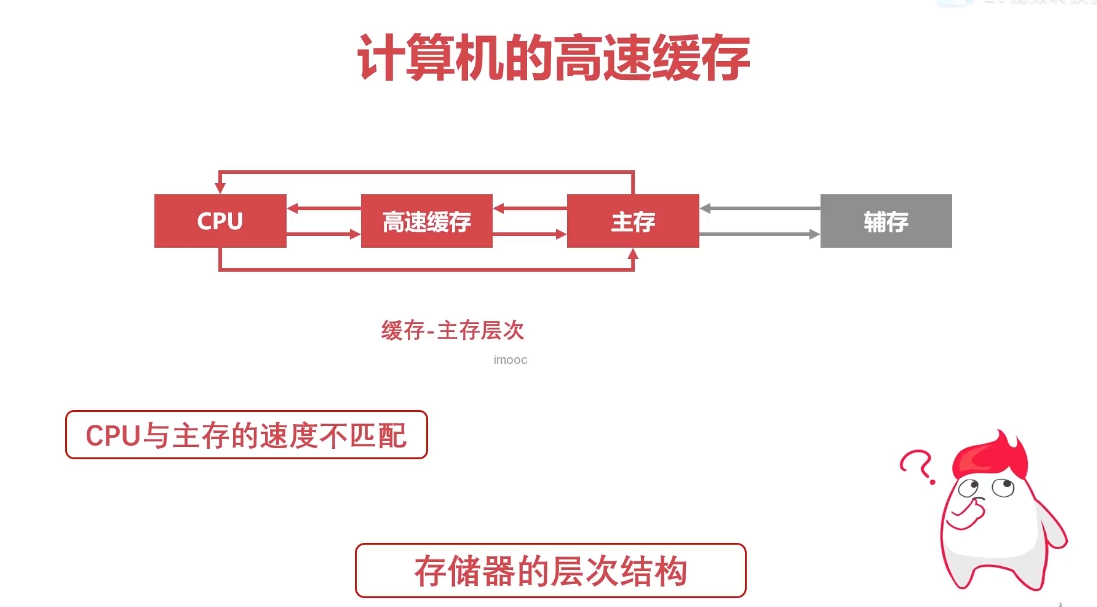 计算机的高速缓存
CPU
高速缓存
主存
辅存
缓存-主存层次
imooc
CPU与主存的速度不匹配
存储器的层次结构